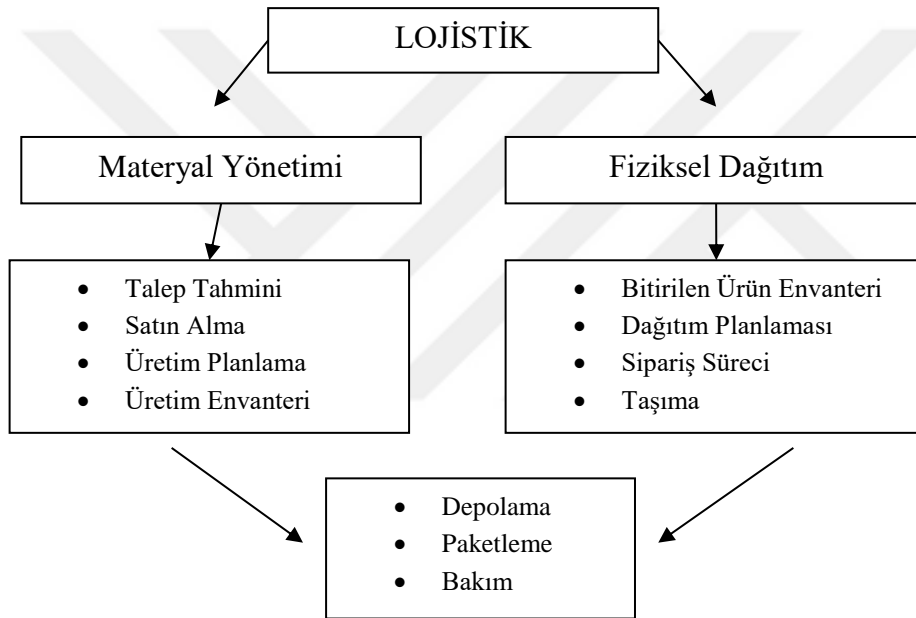 LOJİSTİK
Materyal Yönetimi
Fiziksel Dağıtım
• Talep Tahmini
• Satın Alma
• Üretim Planlama
• Üretim Envanteri
• Bitirilen Ürün Envanteri
• Dağıtım Planlaması
• Sipariş Süreci
• Taşıma
• Depolama
• Paketleme
• Bakım